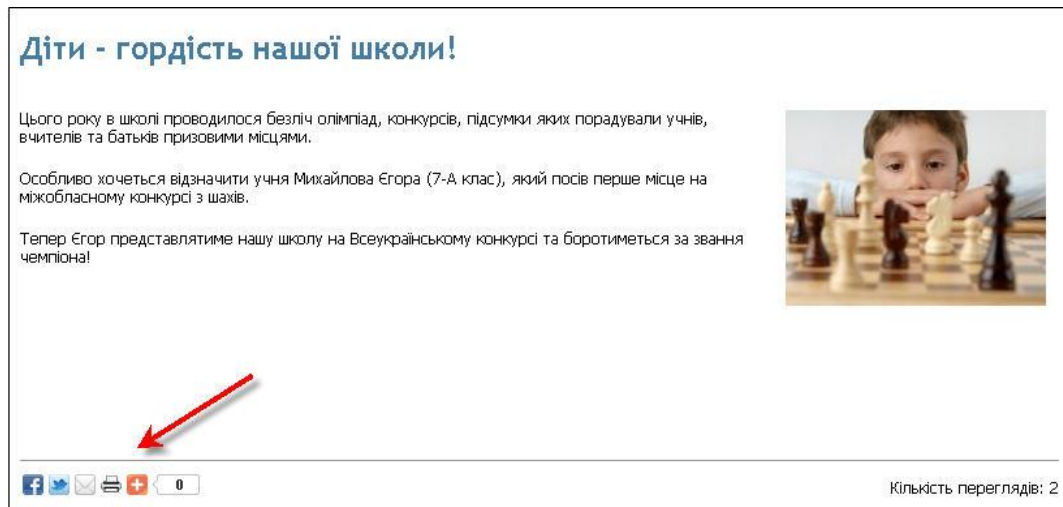 Діти - гордість нашої школи!
Цього року в школі проводилося безліч олімпіад, конкурсів, підсумки яких порадували учнів,
вчителів та батьків призовими місцями.
Особливо хочеться відзначити учня Михайлова Єгора (7-А клас), який посів перше місце на
міжобласному конкурсі з шахів.
Тепер Єгор представлятиме нашу школу на Всеукраїнському конкурсі та боротиметься за звання
чемпіона!
0
Кількість переглядів: 2